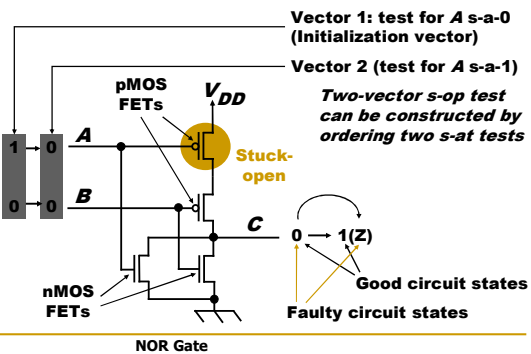 Vector 1: test for A s-a-0
(Initialization vector)
Vector 2 (test for A s-a-1)
Two-vector s-op test
can be constructed by
ordering two s-at tests
pMOS
FETs
VDD
A
1 0
Stuck-
open
B
0 0
C
0 1(Z)
Good circuit states
nMOS
FETs
Faulty circuit states
NOR Gate